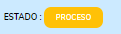 ESTADO : PROCESO